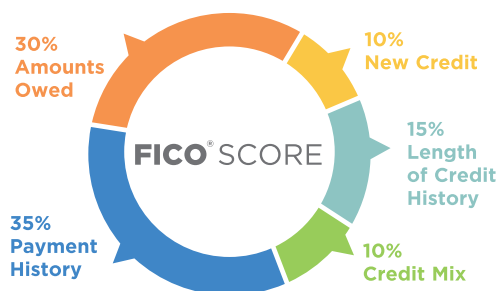 30%
Amounts
Owed
10%
New Credit
FICO® SCORE
15%
Length
of Credit
History
35%
Payment
History
10%
Credit Mix